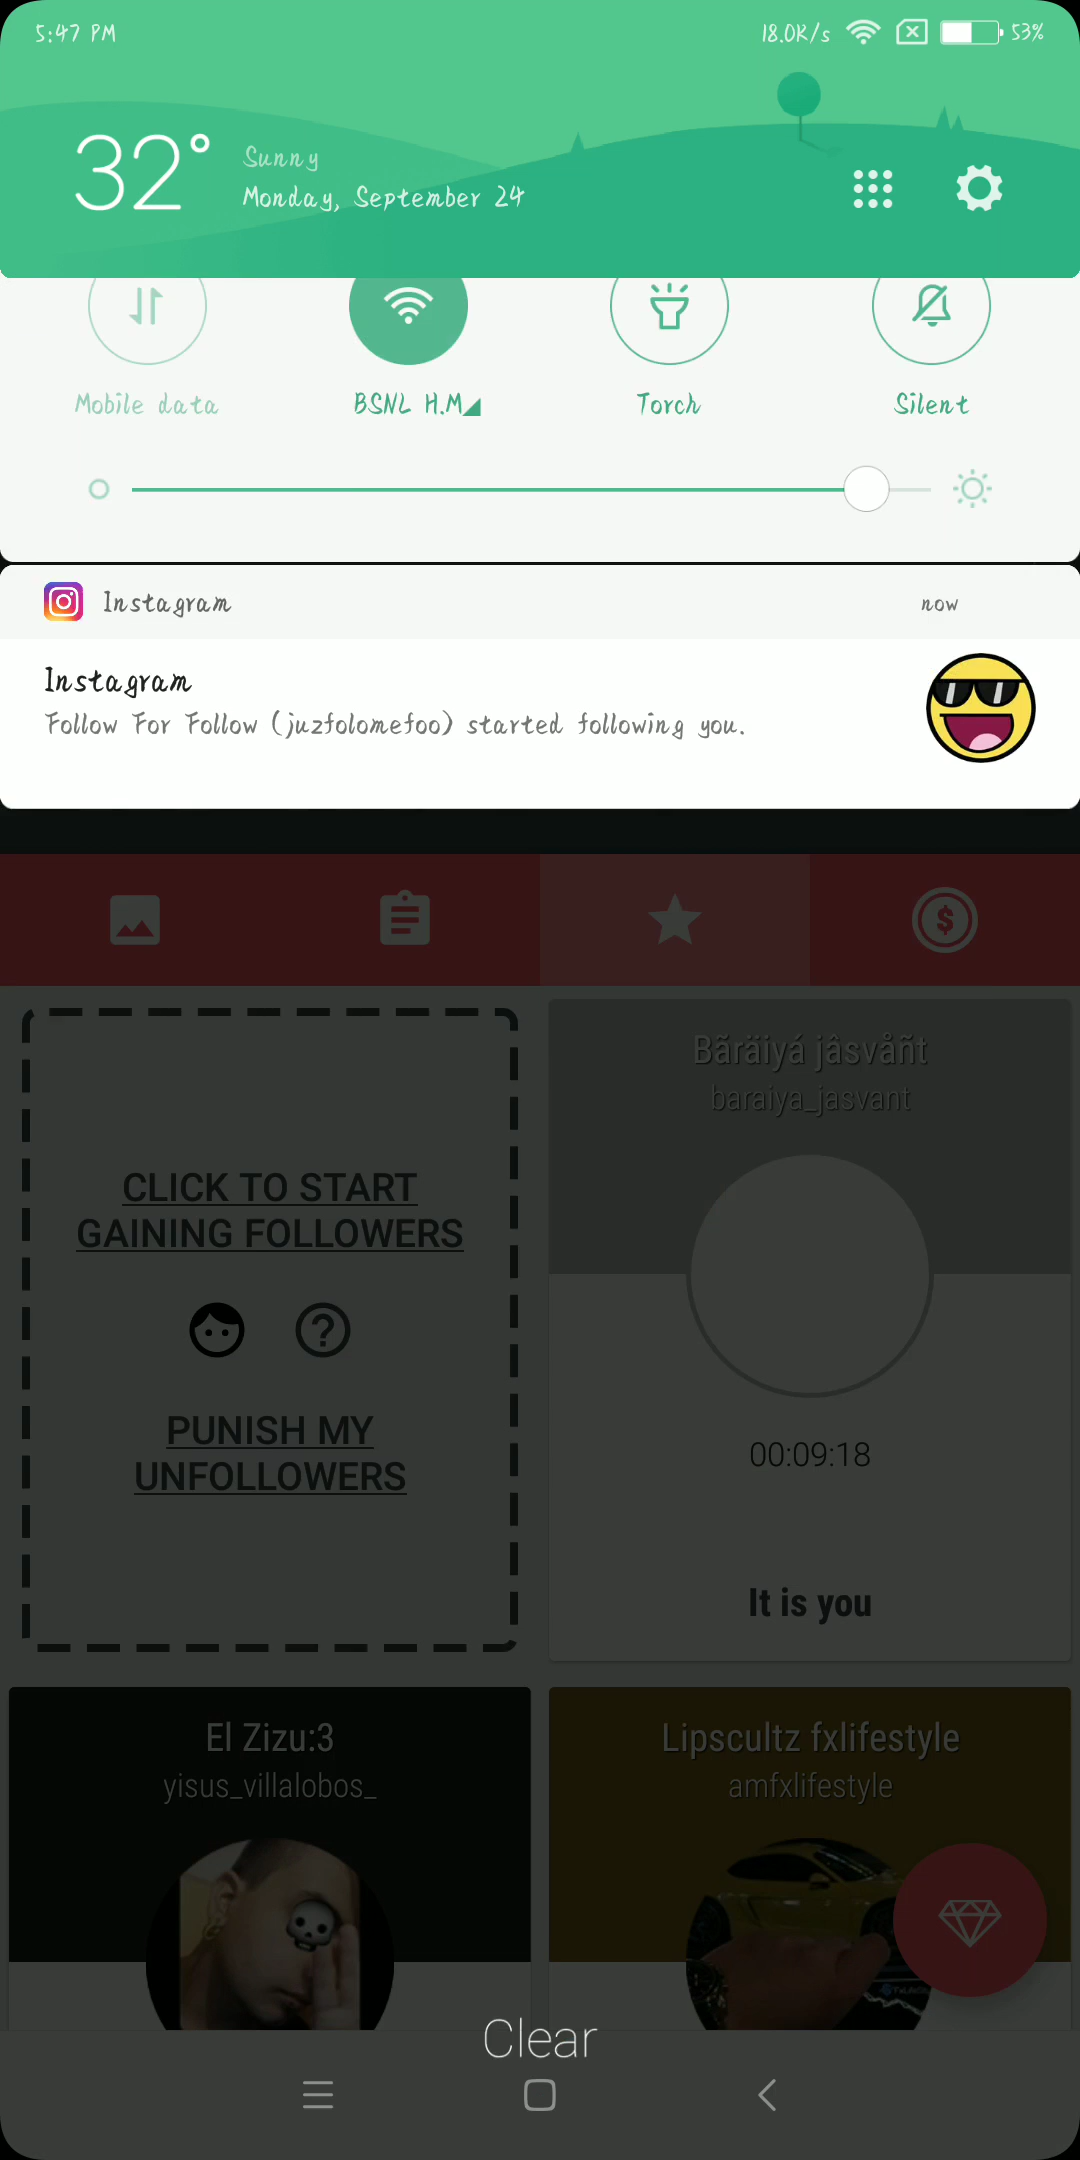 5:47 PM
18.0K/s
53%
32°
Sunny
Monday, September 24
Mobile data
BSNL H.M
Torch
Silent
Instagram
now
Instagram
Follow For Follow (juzfolomefoo) started following you.
CLICK TO START
GAINING FOLLOWERS
PUNISH MY
UNFOLLOWERS
Bãräiyá jâsvåñt
baraiya_jasvant
00:09:18
It is you
El Zizu:3
yisus_villalobos_
Lipscultz fxlifestyle
amfxlifestyle
Clear